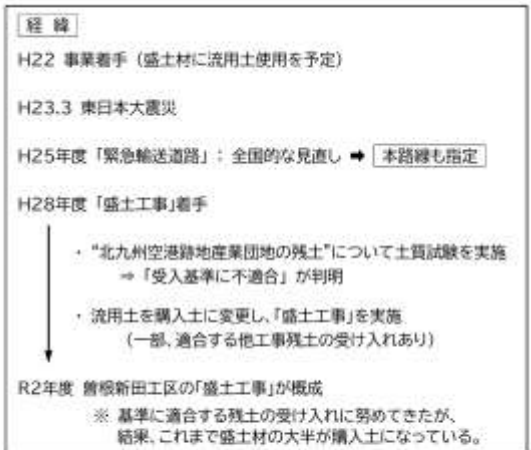 経 緯
H22 事業着手（盛土材に流用土使用を予定）
H23.3 東日本大震災
H25年度「緊急輸送道路」：全国的な見直し ➡ 本路線も指定
H28年度「盛土工事」着手
・ “北九州空港跡地産業団地の残土”について土質試験を実施
⇒「受入基準に不適合」が判明
・ 流用土を購入土に変更し、「盛土工事」を実施
（一部、適合する他工事残土の受け入れあり）
R2年度 曽根新田工区の「盛土工事」が概成
※ 基準に適合する残土の受け入れに努めてきたが、
結果、これまで盛土材の大半が購入土になっている。